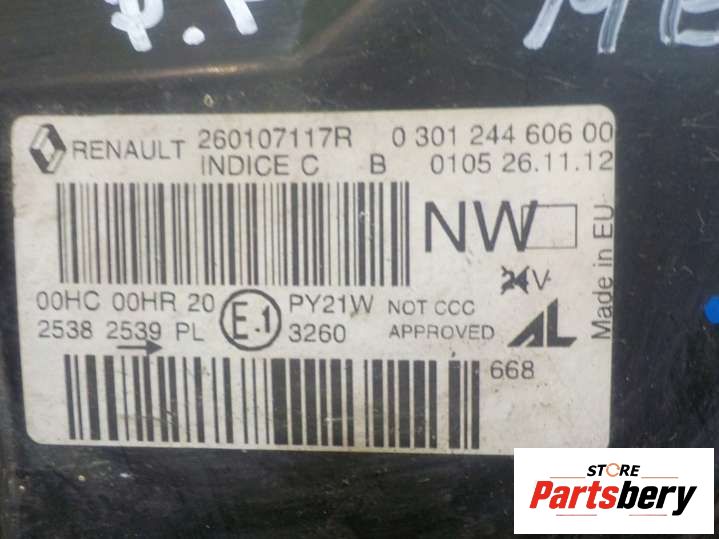 RENAULT 260107117R 0 301 244 606 00
INDICE C B 0105 26.11.12
NW
24V
Made in EU
00HC 00HR 20 E.1 PY21W NOT CCC
2538 2539 PL 3260 APPROVED AL
668
STORE
Partsbery